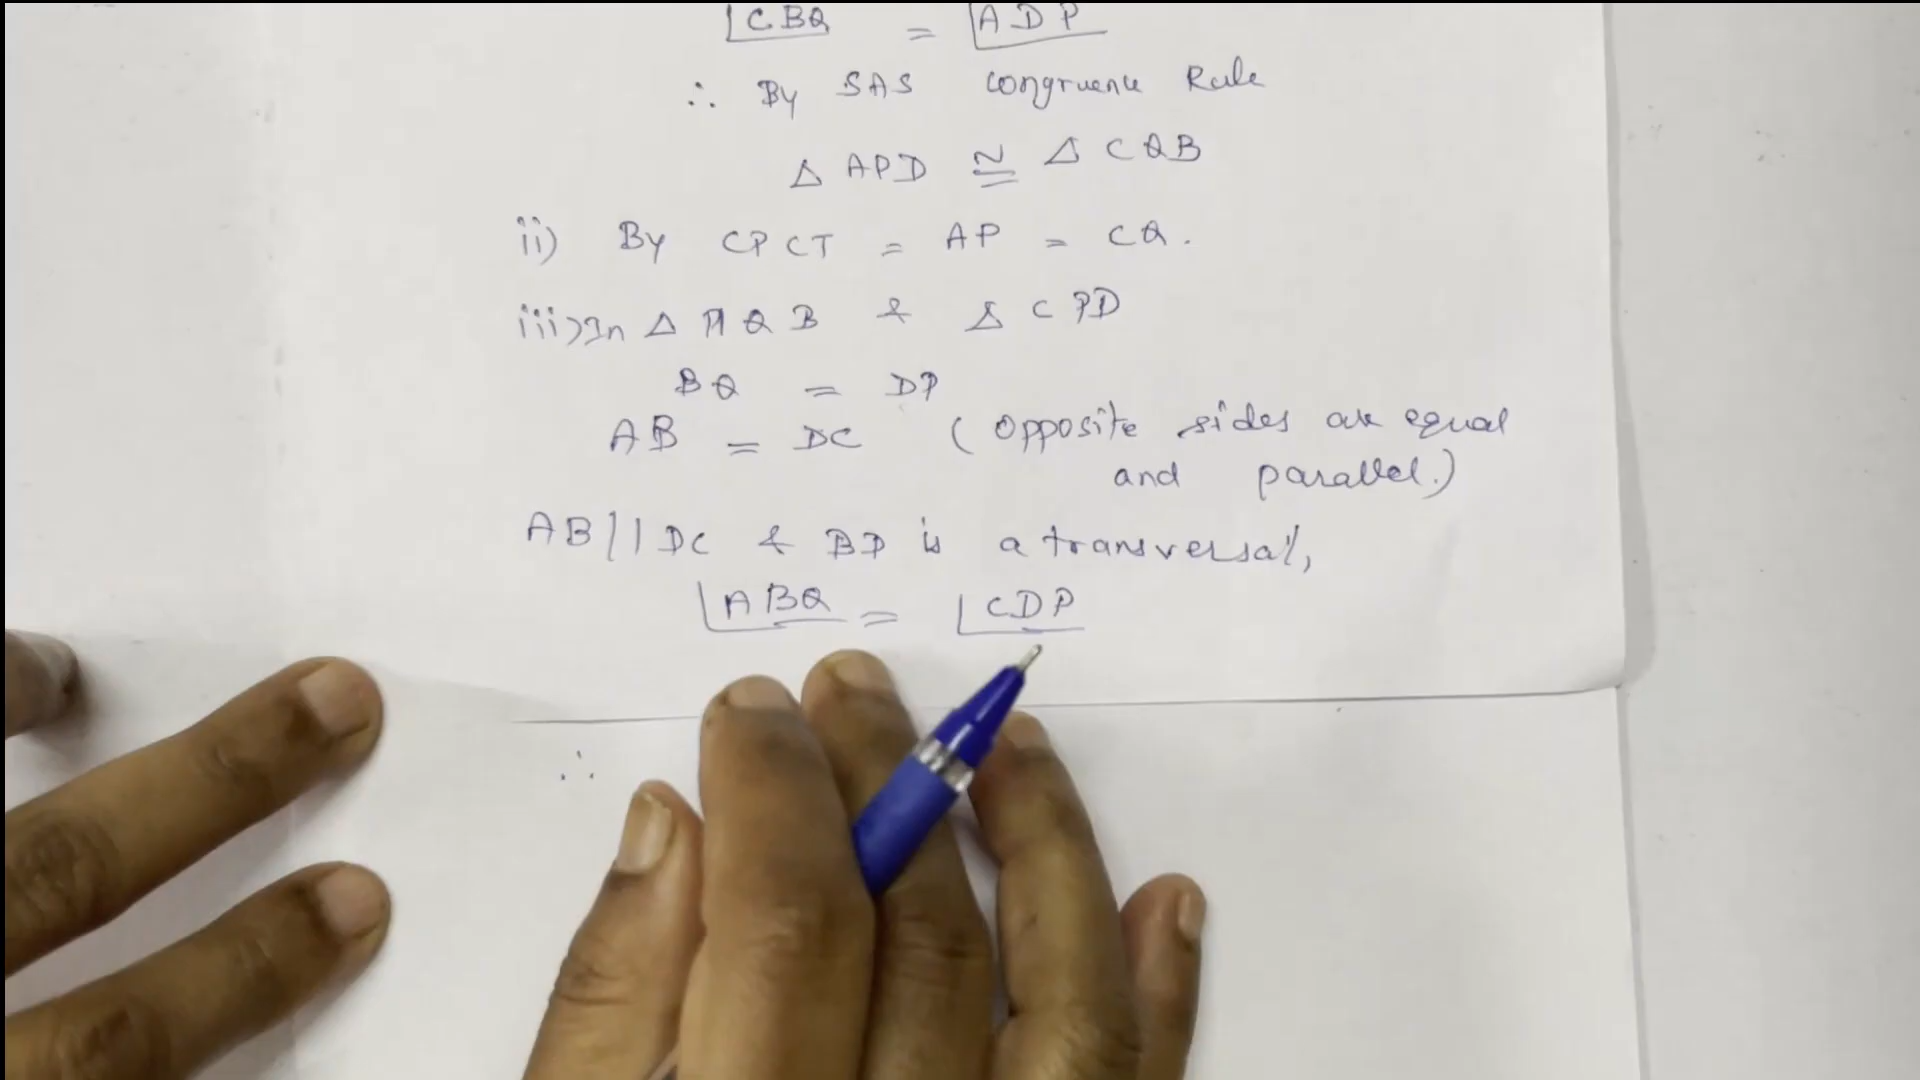 ∠CBQ = ∠ADP
∴ By SAS congruence Rule
△ APD ≅ △ CQB
ii) By CPCT = AP = CQ.
iii) In △ AQB & △ CPD
BQ = DP
AB = DC (Opposite sides are equal
and parallel.)
AB || DC & BD is a transversal,
∠ABQ = ∠CDP
∴